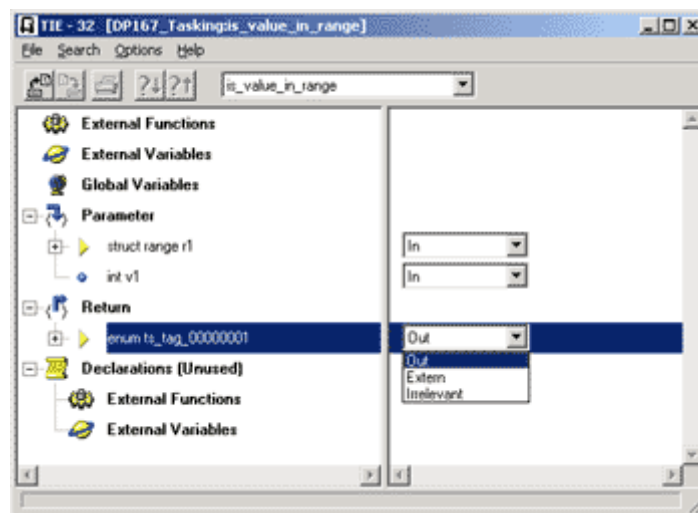 TIE - 32 [DP167_Tasking:is_value_in_range]
File Search Options Help
is_value_in_range
External Functions
External Variables
Global Variables
Parameter
struct range r1 In
int v1 In
Return
enum ts_tag_00000001 Out
Out
Extern
Irrelevant
Declarations (Unused)
External Functions
External Variables